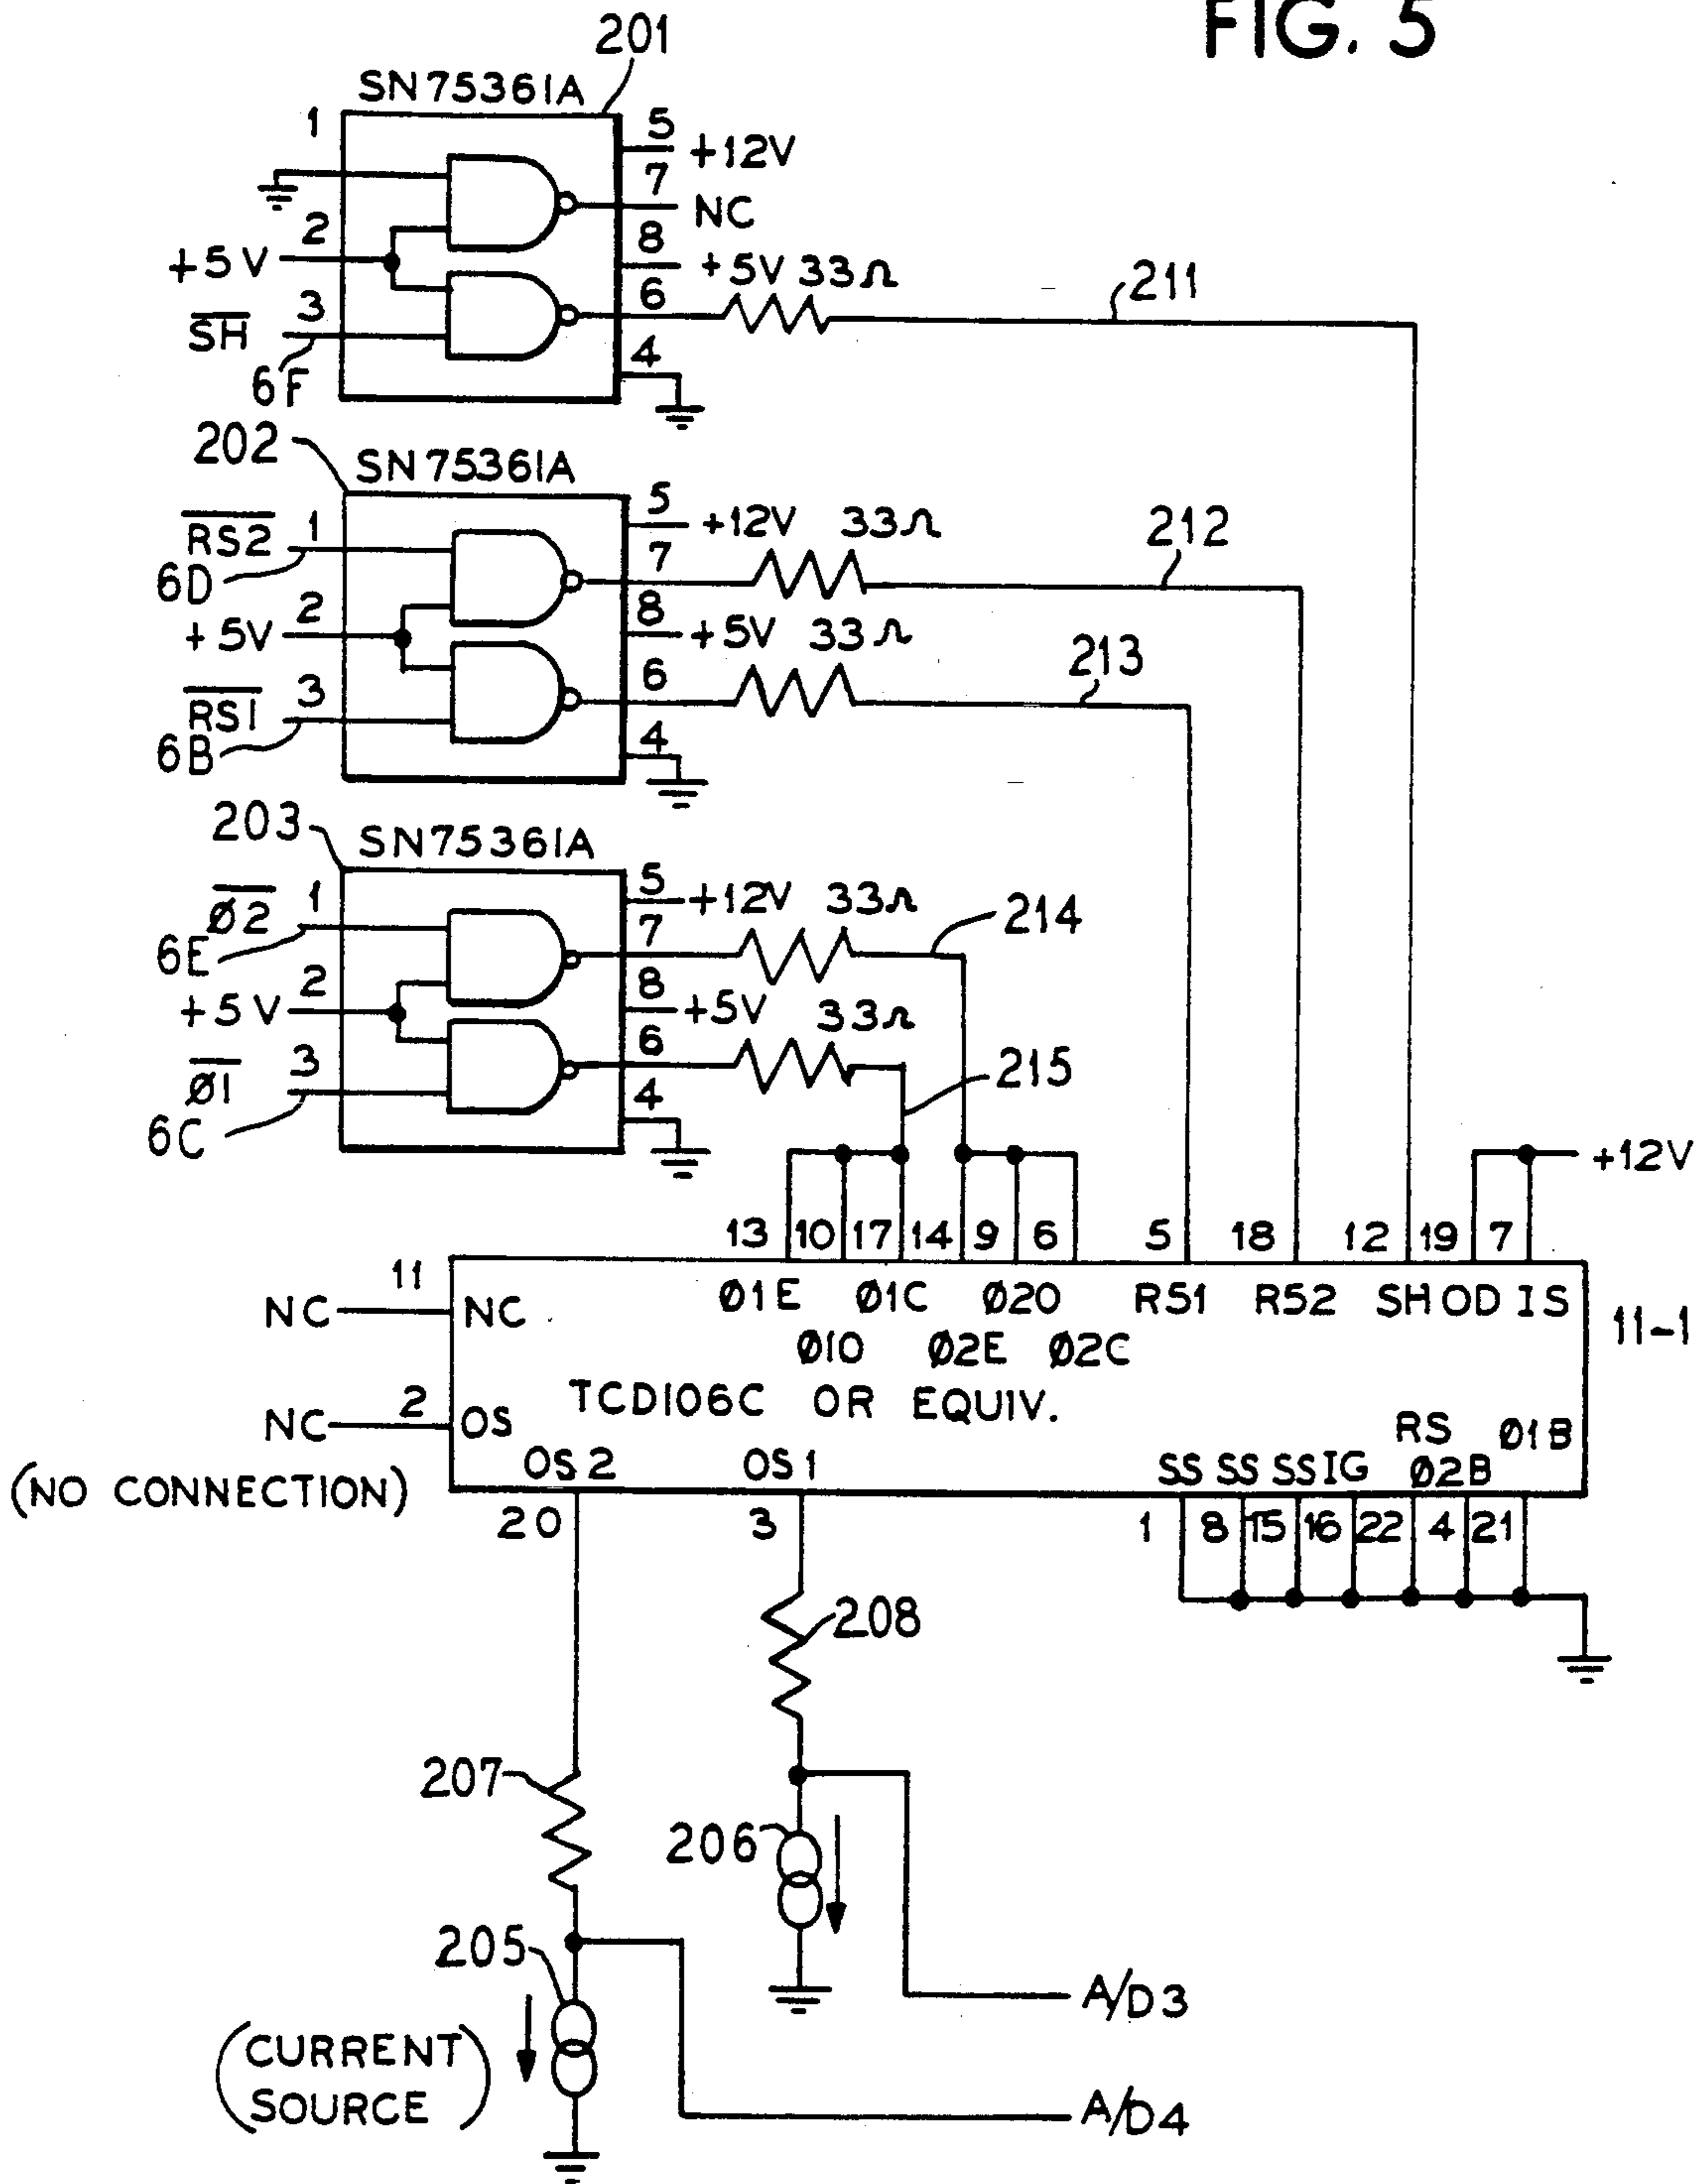 FIG. 5
201
SN75361A
1
5
+12V
7
NC
2
8
+5V
+5V 33Ω
211
3
6
S̅H̅
4
6F
202
SN75361A
R̅S̅2̅
1
5
+12V 33Ω
212
7
6D
2
8
+5V
+5V 33Ω
213
3
6
R̅S̅1̅
4
6B
203
SN75361A
Ø̅2̅
1
5
+12V 33Ω
214
7
6E
2
8
+5V
+5V 33Ω
215
3
6
Ø̅1̅
4
6C
+12V
13 10 17 14 9 6 5 18 12 19 7
11
NC
NC
Ø1E Ø1C Ø2O RS1 RS2 SH OD IS
11-1
Ø1O Ø2E Ø2C
2
NC
OS
TCD106C OR EQUIV.
RS Ø1B
OS2 OS1 SS SS SS IG Ø2B
(NO CONNECTION)
20 3 1 8 15 16 22 4 21
208
207
206
205
A/D3
(CURRENT SOURCE)
A/D4